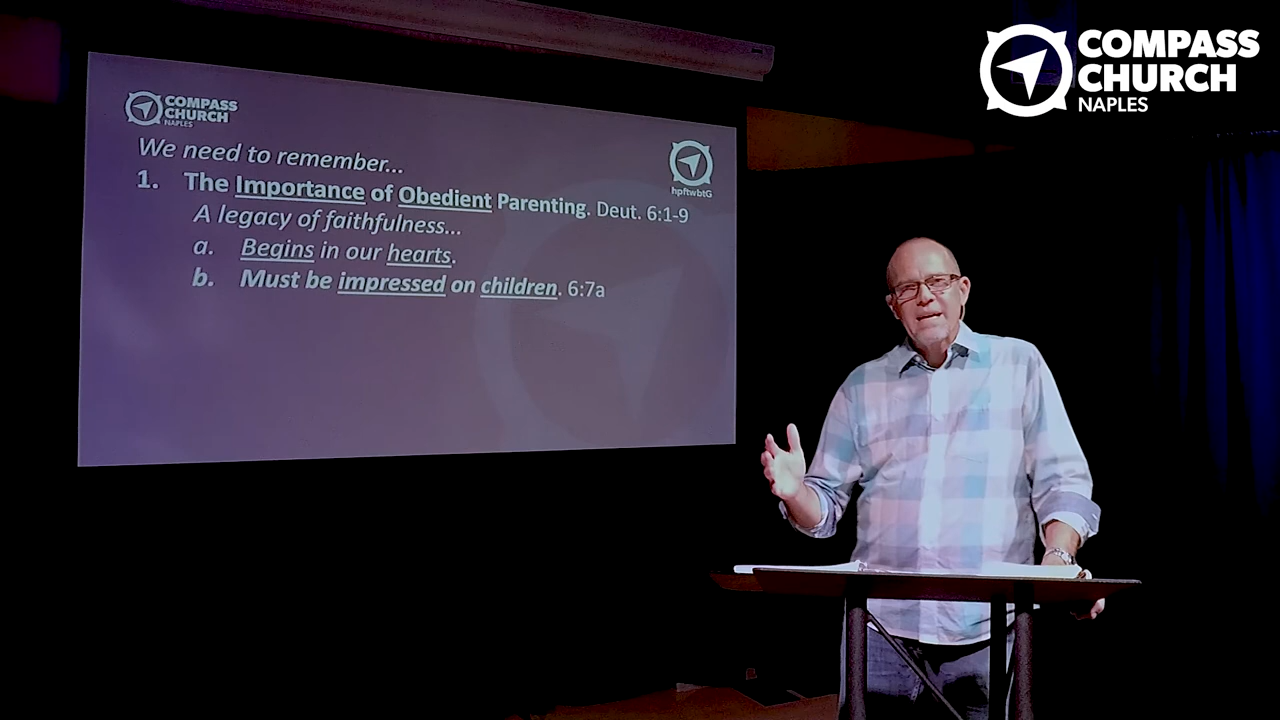 COMPASS
CHURCH
NAPLES
COMPASS
CHURCH
NAPLES
We need to remember...
hpftwbtG
1. The Importance of Obedient Parenting. Deut. 6:1-9
A legacy of faithfulness...
a. Begins in our hearts.
b. Must be impressed on children. 6:7a